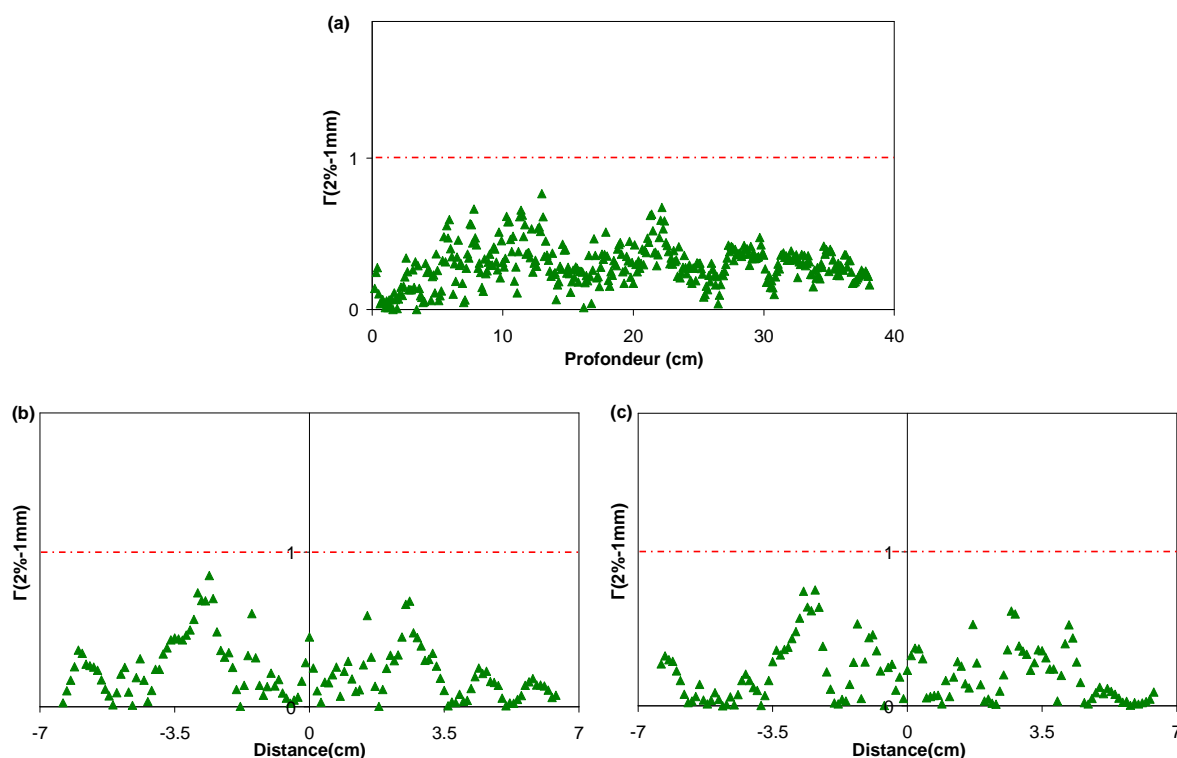 (a)
Γ(2%-1mm)
1
0
0 10 20 30 40
Profondeur (cm)
(b)
Γ(2%-1mm)
1
0
-7 -3.5 0 3.5 7
Distance(cm)
(c)
Γ(2%-1mm)
1
0
-7 -3.5 0 3.5 7
Distance(cm)